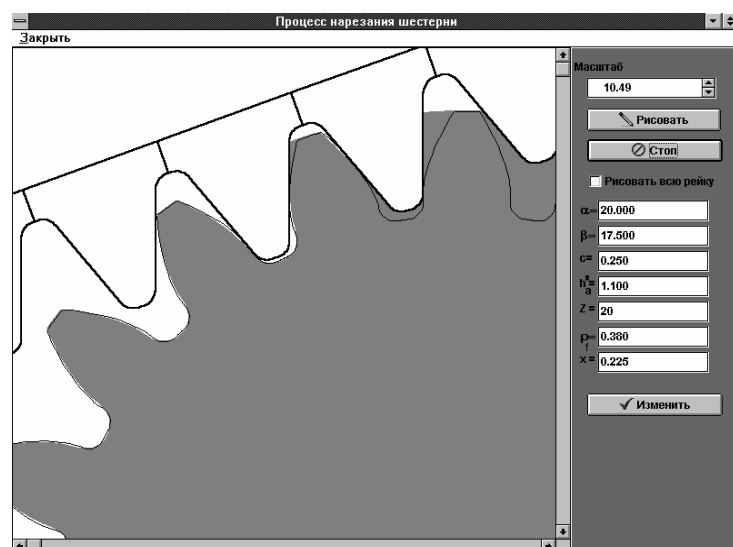 Процесс нарезания шестерни
Закрыть
Масштаб
10.49
Рисовать
Стоп
Рисовать всю рейку
α= 20.000
β= 17.500
c= 0.250
h*a= 1.100
Z = 20
ρf= 0.380
x = 0.225
Изменить